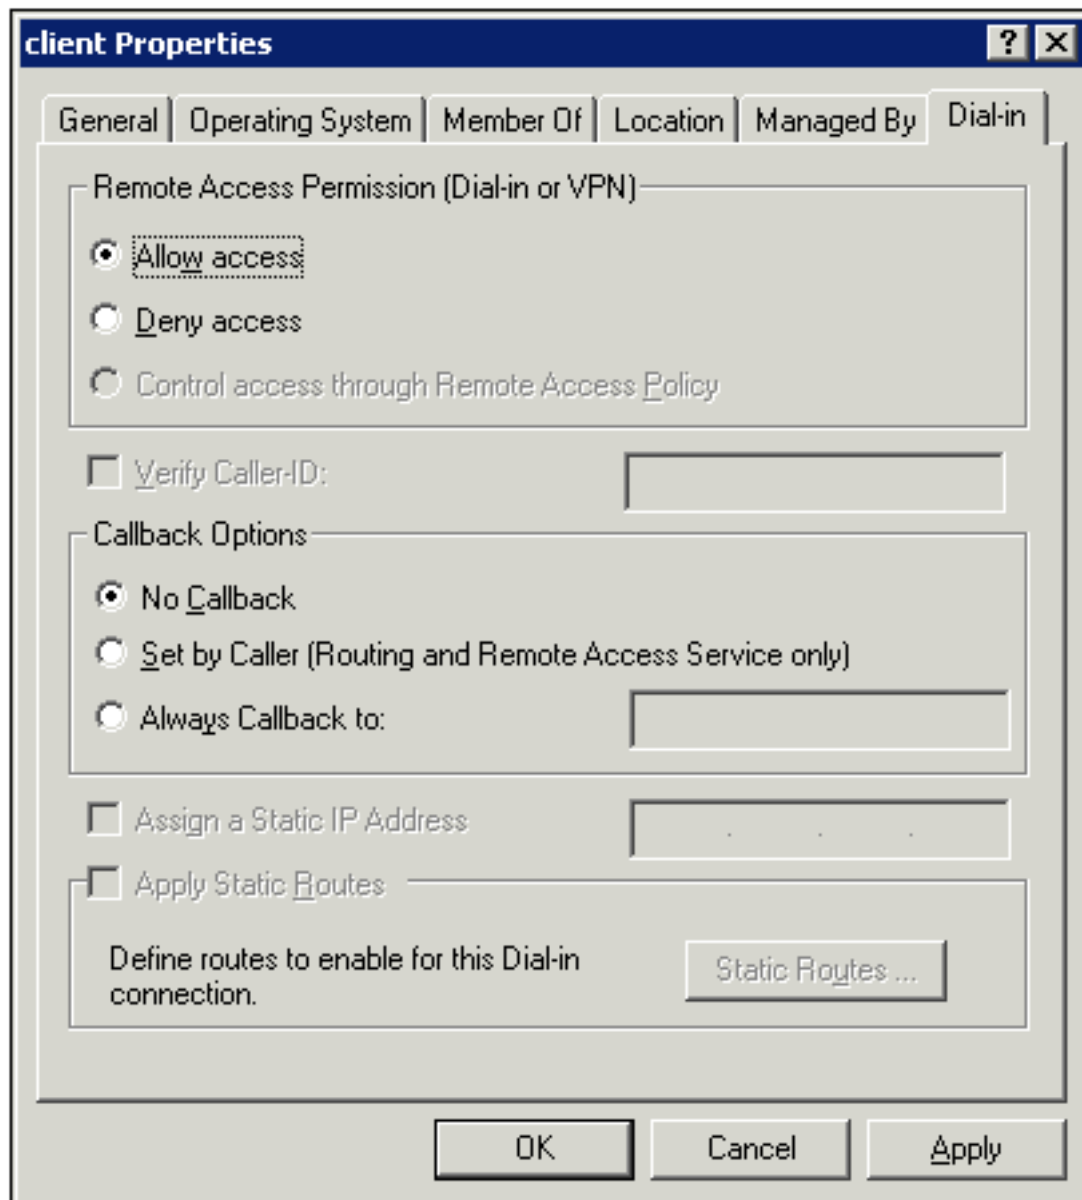 client Properties
General Operating System Member Of Location Managed By Dial-in
Remote Access Permission (Dial-in or VPN)
Allow access
Deny access
Control access through Remote Access Policy
Verify Caller-ID:
Callback Options
No Callback
Set by Caller (Routing and Remote Access Service only)
Always Callback to:
Assign a Static IP Address
Apply Static Routes
Define routes to enable for this Dial-in
connection.
Static Routes ...
OK Cancel Apply